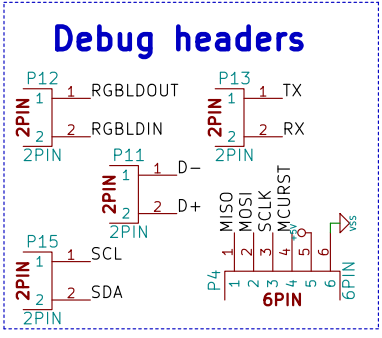 Debug headers
P12
2PIN
1 1 RGBLDOUT
2 2 RGBLDIN
2PIN
P13
2PIN
1 1 TX
2 2 RX
2PIN
P11
2PIN
1 1 D-
2 2 D+
2PIN
P15
2PIN
1 1 SCL
2 2 SDA
2PIN
MISO
MOSI
SCLK
MCURST
+5V
VSS
1 2 3 4 5 6
P4
1 2 3 4 5 6
6PIN
6PIN